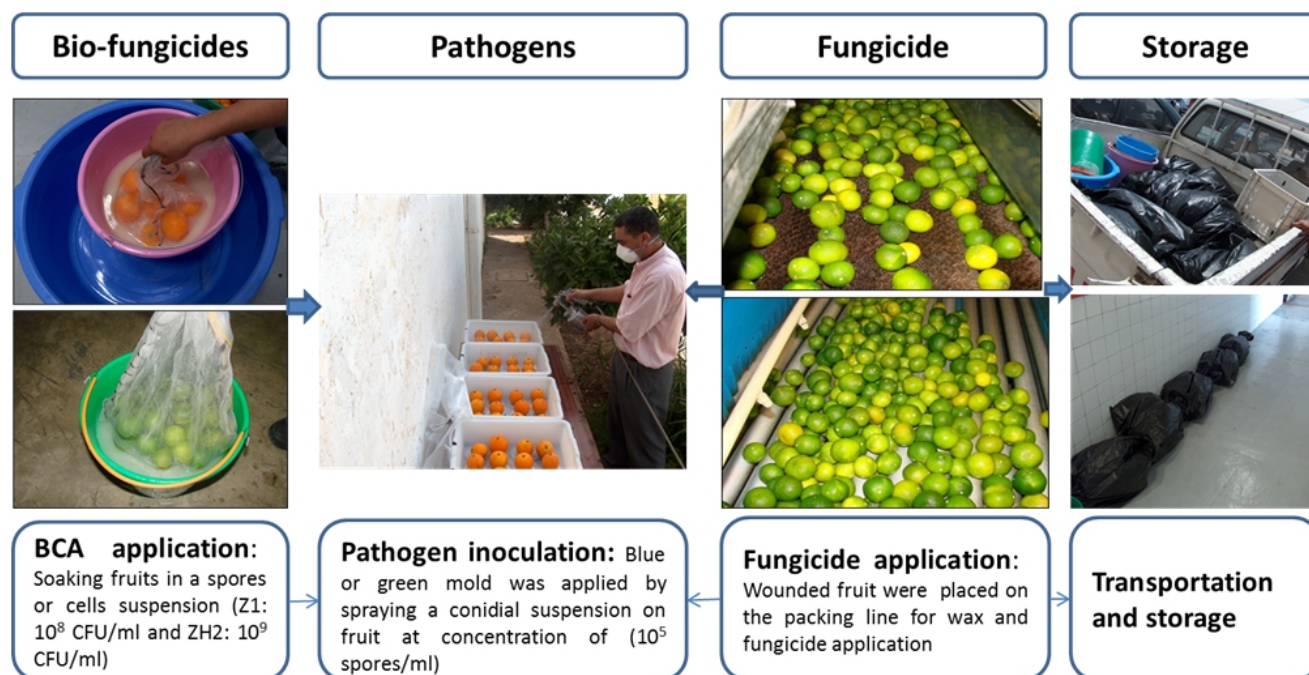 Bio-fungicides
Pathogens
Fungicide
Storage
BCA application:
Soaking fruits in a spores
or cells suspension (Z1:
10⁸ CFU/ml and ZH2: 10⁹
CFU/ml)
Pathogen inoculation: Blue
or green mold was applied by
spraying a conidial suspension on
fruit at concentration of (10⁵
spores/ml)
Fungicide application:
Wounded fruit were placed on
the packing line for wax and
fungicide application
Transportation
and storage